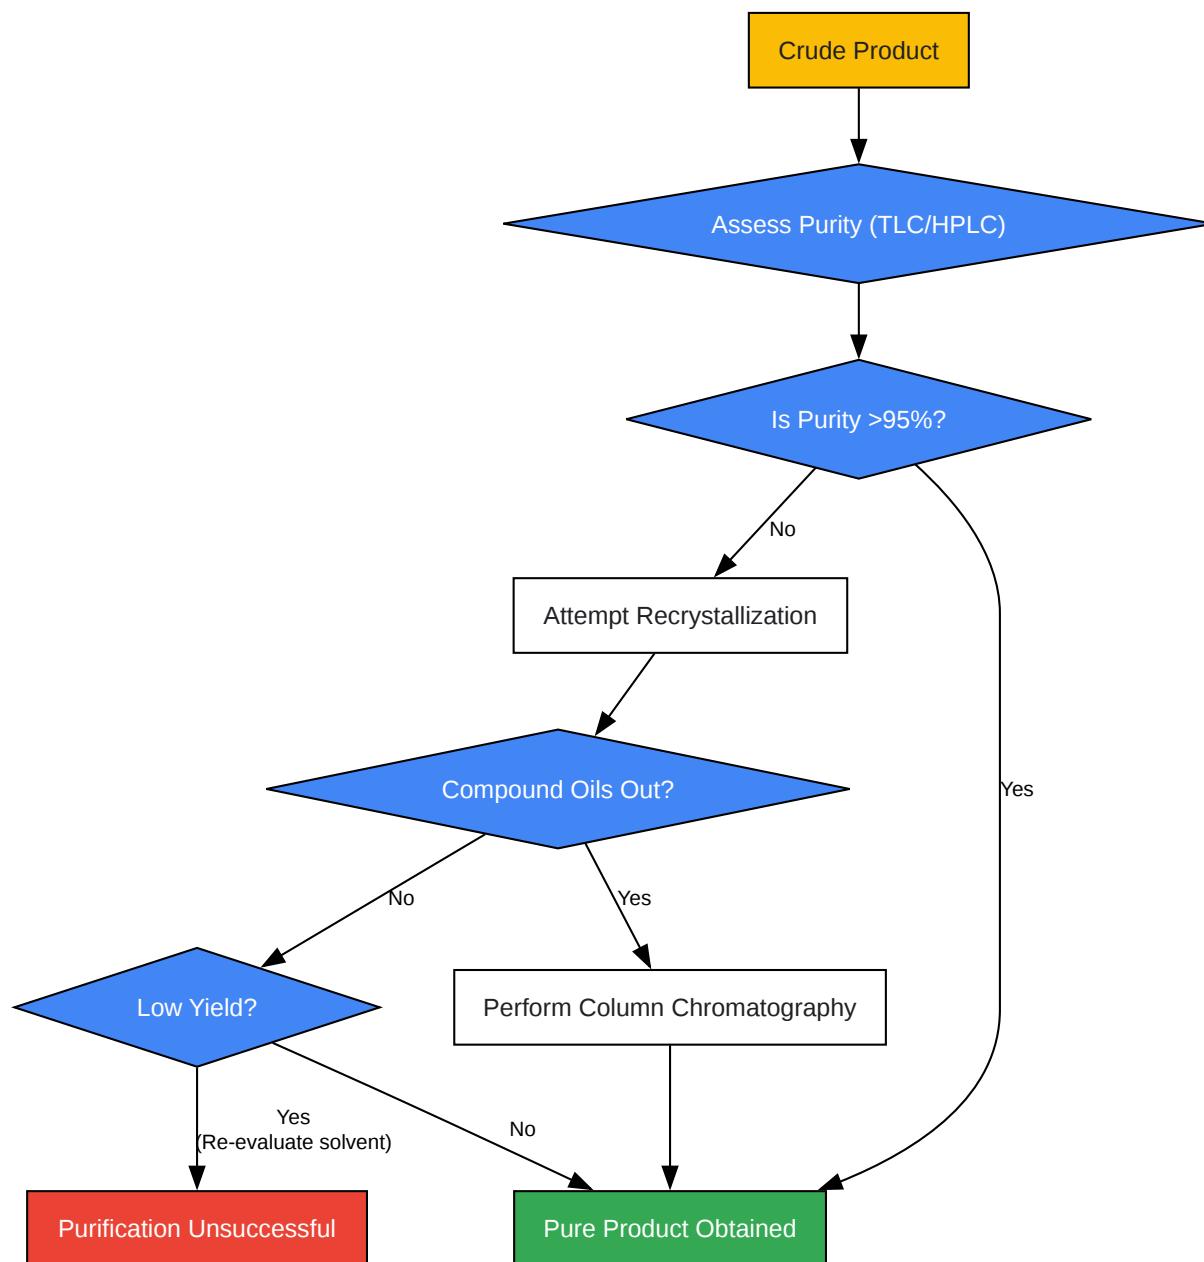 Crude Product
Assess Purity (TLC/HPLC)
Is Purity >95%?
No
Attempt Recrystallization
Yes
Compound Oils Out?
No
Yes
Low Yield?
Perform Column Chromatography
Yes
(Re-evaluate solvent)
No
Purification Unsuccessful
Pure Product Obtained